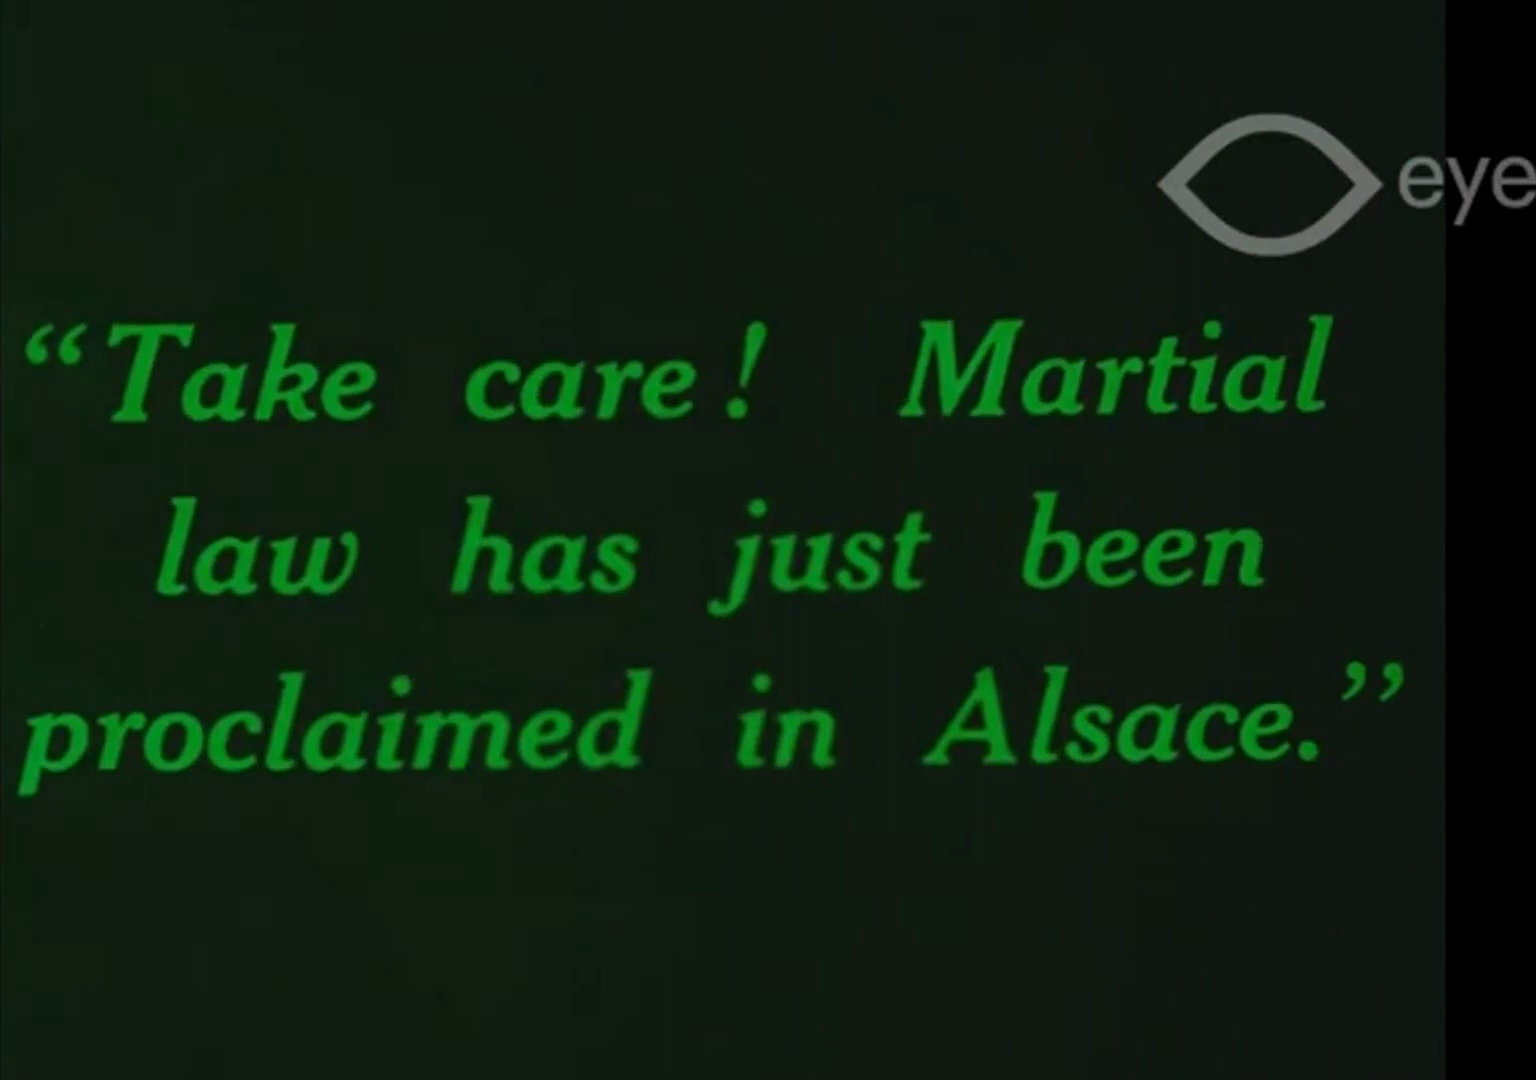 eye
“Take care! Martial
law has just been
proclaimed in Alsace.”